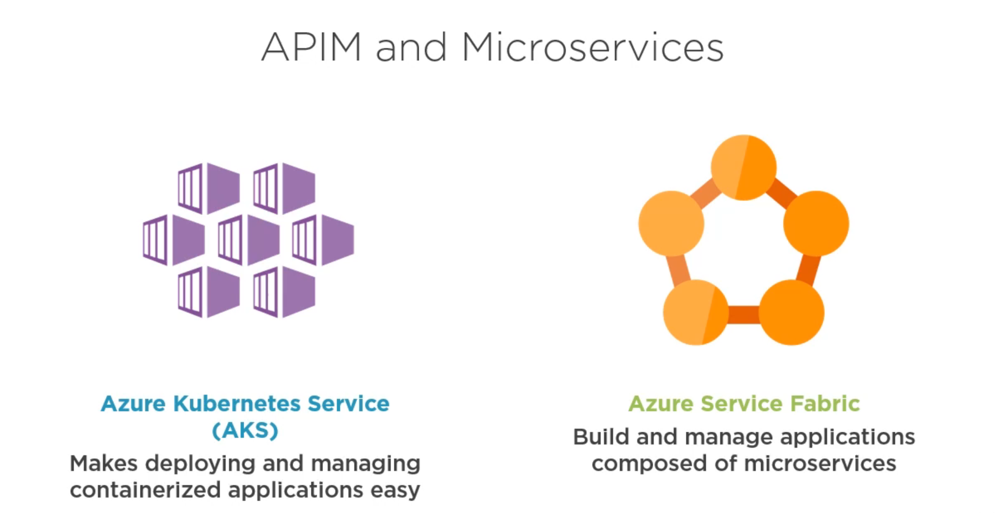 APIM and Microservices
Azure Kubernetes Service
(AKS)
Makes deploying and managing
containerized applications easy
Azure Service Fabric
Build and manage applications
composed of microservices